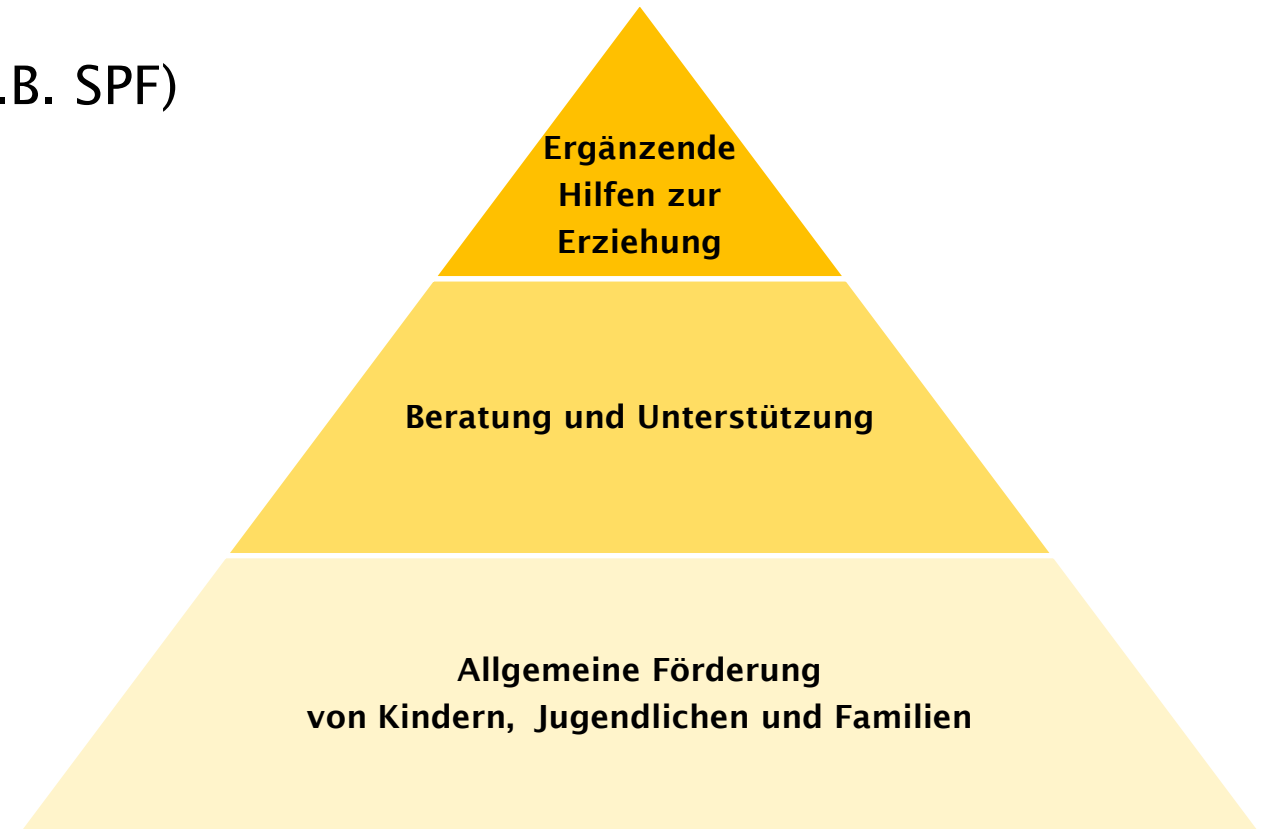 .B. SPF)
Ergänzende
Hilfen zur
Erziehung
Beratung und Unterstützung
Allgemeine Förderung
von Kindern, Jugendlichen und Familien